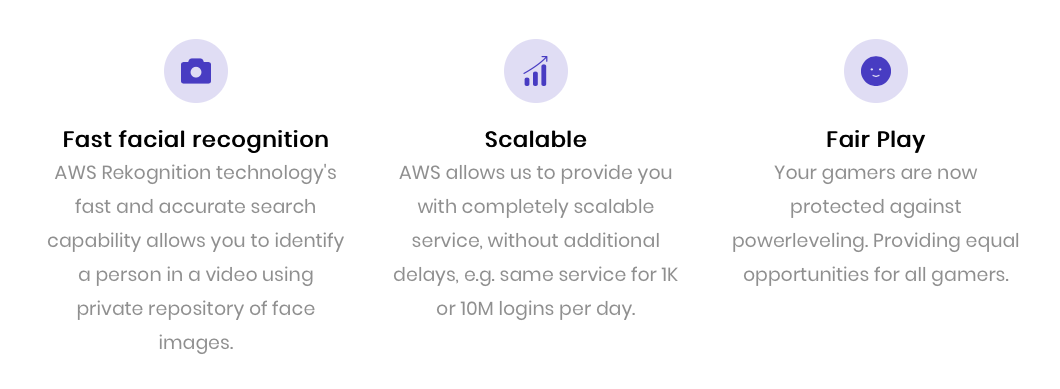 Fast facial recognition
AWS Rekognition technology's
fast and accurate search
capability allows you to identify
a person in a video using
private repository of face
images.
Scalable
AWS allows us to provide you
with completely scalable
service, without additional
delays, e.g. same service for 1K
or 10M logins per day.
Fair Play
Your gamers are now
protected against
powerleveling. Providing equal
opportunities for all gamers.